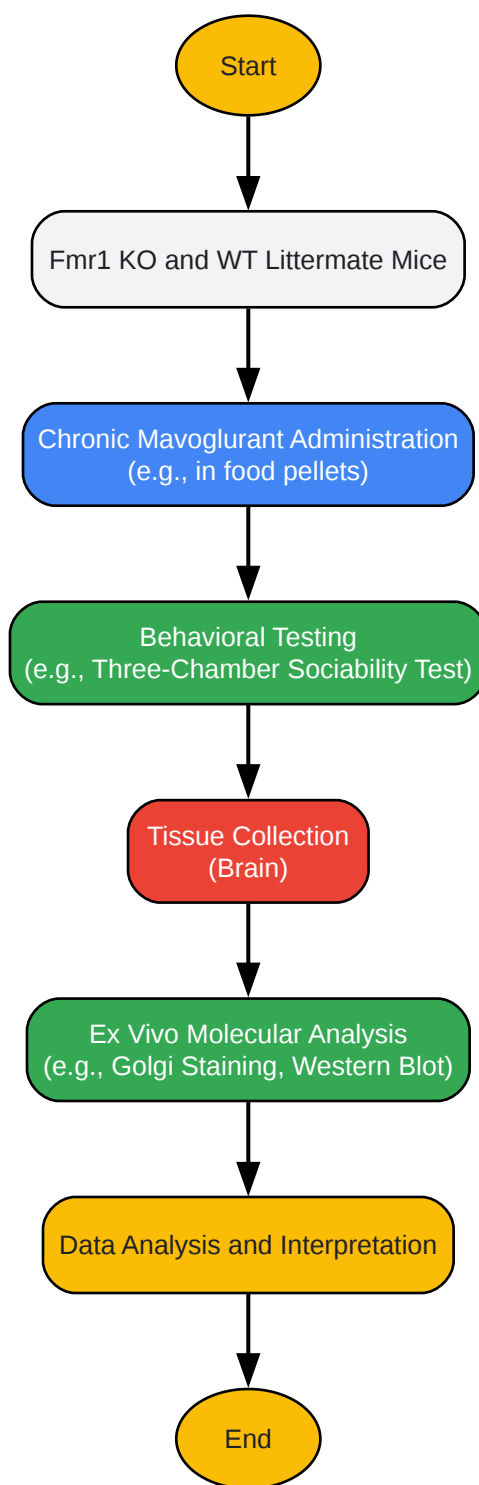 Start
Fmr1 KO and WT Littermate Mice
Chronic Mavoglurant Administration
(e.g., in food pellets)
Behavioral Testing
(e.g., Three-Chamber Sociability Test)
Tissue Collection
(Brain)
Ex Vivo Molecular Analysis
(e.g., Golgi Staining, Western Blot)
Data Analysis and Interpretation
End